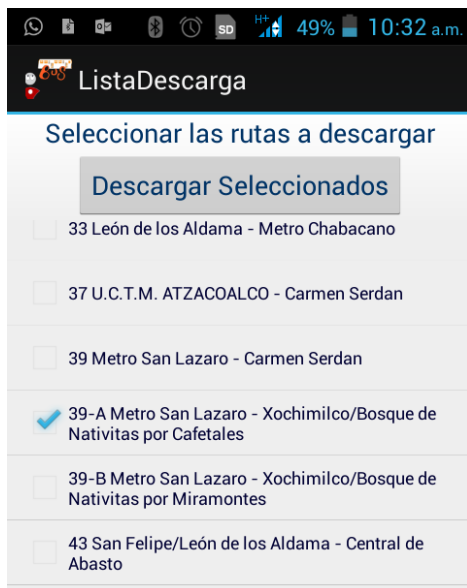 SD
H+
49%
10:32 a.m.
BUS
ListaDescarga
Seleccionar las rutas a descargar
Descargar Seleccionados
33 León de los Aldama - Metro Chabacano
37 U.C.T.M. ATZACOALCO - Carmen Serdan
39 Metro San Lazaro - Carmen Serdan
39-A Metro San Lazaro - Xochimilco/Bosque de
Nativitas por Cafetales
39-B Metro San Lazaro - Xochimilco/Bosque de
Nativitas por Miramontes
43 San Felipe/León de los Aldama - Central de
Abasto